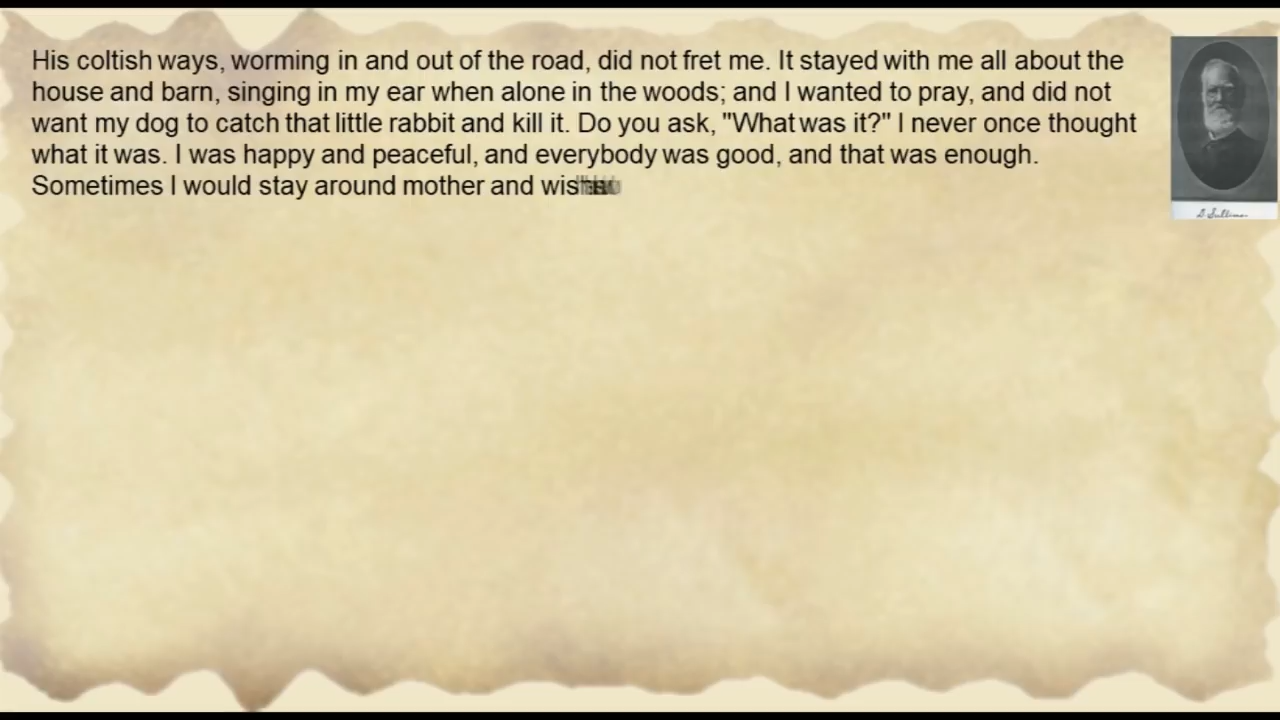 His coltish ways, worming in and out of the road, did not fret me. It stayed with me all about the
house and barn, singing in my ear when alone in the woods; and I wanted to pray, and did not
want my dog to catch that little rabbit and kill it. Do you ask, "What was it?" I never once thought
what it was. I was happy and peaceful, and everybody was good, and that was enough.
Sometimes I would stay around mother and
D. Sullins